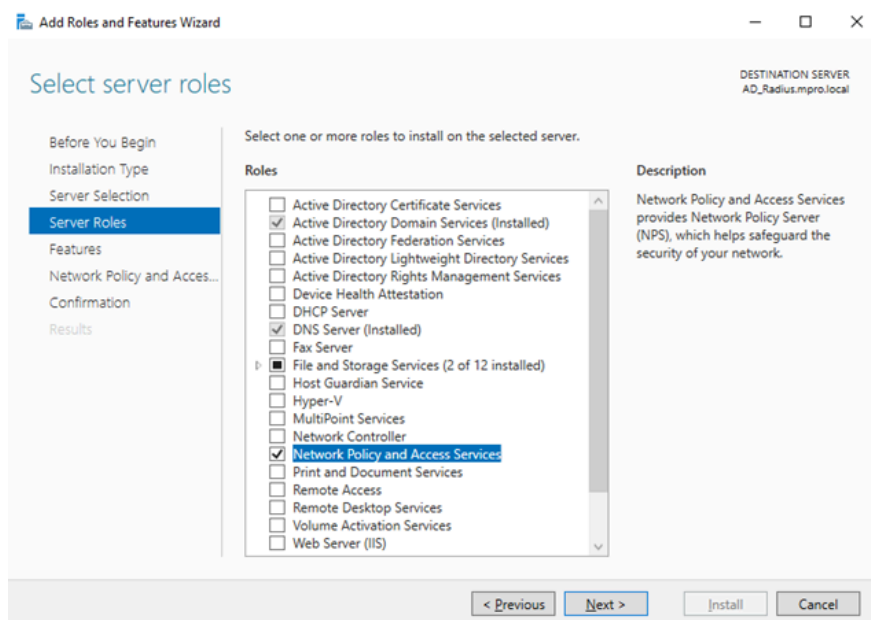 Add Roles and Features Wizard
Select server roles
DESTINATION SERVER
AD_Radius.mpro.local
Before You Begin
Installation Type
Server Selection
Server Roles
Features
Network Policy and Acces...
Confirmation
Results
Select one or more roles to install on the selected server.
Roles
Active Directory Certificate Services
Active Directory Domain Services (Installed)
Active Directory Federation Services
Active Directory Lightweight Directory Services
Active Directory Rights Management Services
Device Health Attestation
DHCP Server
DNS Server (Installed)
Fax Server
File and Storage Services (2 of 12 installed)
Host Guardian Service
Hyper-V
MultiPoint Services
Network Controller
Network Policy and Access Services
Print and Document Services
Remote Access
Remote Desktop Services
Volume Activation Services
Web Server (IIS)
Description
Network Policy and Access Services
provides Network Policy Server
(NPS), which helps safeguard the
security of your network.
< Previous
Next >
Install
Cancel